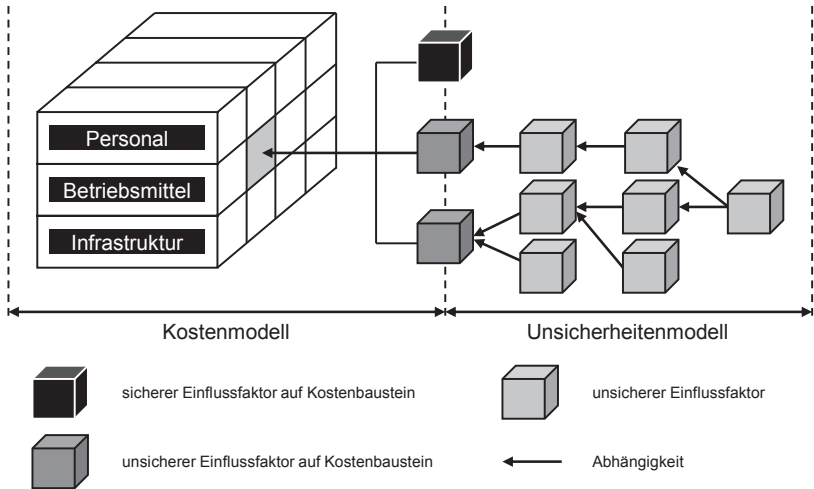 Personal
Betriebsmittel
Infrastruktur
Kostenmodell
Unsicherheitenmodell
sicherer Einflussfaktor auf Kostenbaustein
unsicherer Einflussfaktor
unsicherer Einflussfaktor auf Kostenbaustein
Abhängigkeit